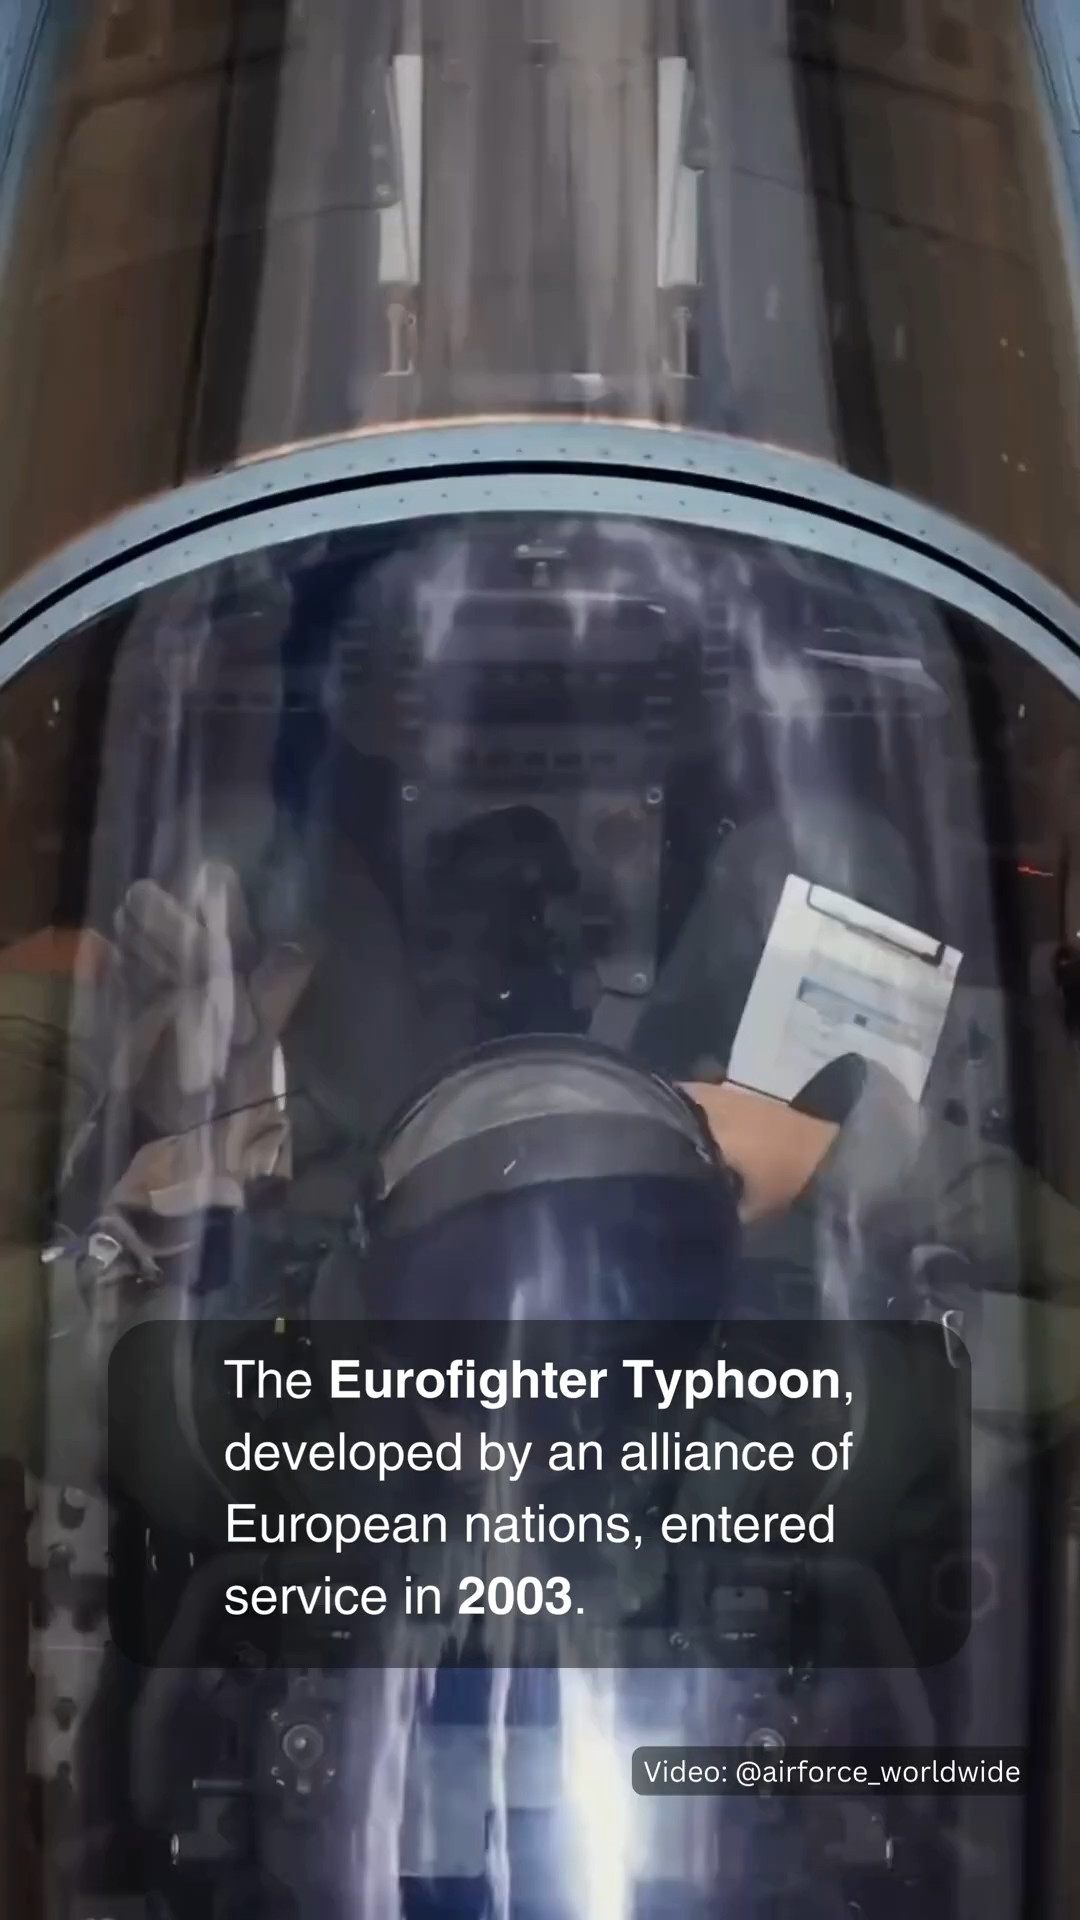 The Eurofighter Typhoon,
developed by an alliance of
European nations, entered
service in 2003.
Video: @airforce_worldwide